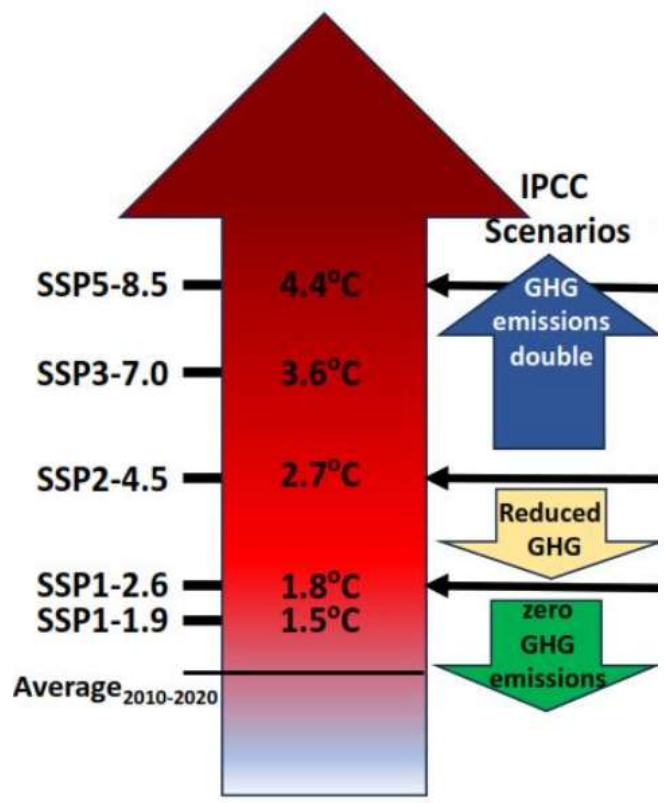 IPCC
Scenarios
SSP5-8.5
4.4°C
GHG
emissions
double
SSP3-7.0
3.6°C
SSP2-4.5
2.7°C
Reduced
GHG
SSP1-2.6
1.8°C
SSP1-1.9
1.5°C
zero
GHG
emissions
Average2010-2020